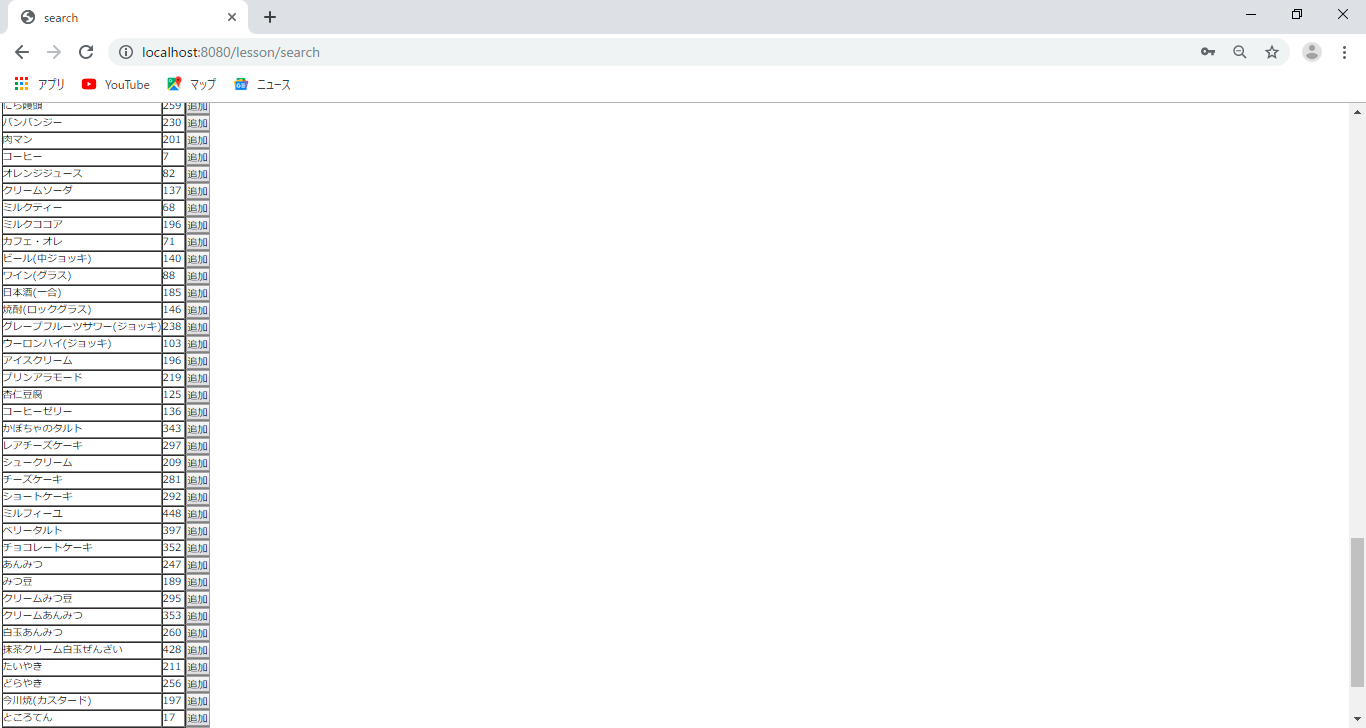 search
localhost:8080/lesson/search
アプリ YouTube マップ ニュース
にら饅頭 259 追加
バンバンジー 230 追加
肉マン 201 追加
コーヒー 7 追加
オレンジジュース 82 追加
クリームソーダ 137 追加
ミルクティー 68 追加
ミルクココア 196 追加
カフェ・オレ 71 追加
ビール(中ジョッキ) 140 追加
ワイン(グラス) 88 追加
日本酒(一合) 185 追加
焼酎(ロックグラス) 146 追加
グレープフルーツサワー(ジョッキ) 238 追加
ウーロンハイ(ジョッキ) 103 追加
アイスクリーム 196 追加
プリンアラモード 219 追加
杏仁豆腐 125 追加
コーヒーゼリー 136 追加
かぼちゃのタルト 343 追加
レアチーズケーキ 297 追加
シュークリーム 209 追加
チーズケーキ 281 追加
ショートケーキ 292 追加
ミルフィーユ 448 追加
ベリータルト 397 追加
チョコレートケーキ 352 追加
あんみつ 247 追加
みつ豆 189 追加
クリームみつ豆 295 追加
クリームあんみつ 353 追加
白玉あんみつ 260 追加
抹茶クリーム白玉ぜんざい 428 追加
たいやき 211 追加
どらやき 256 追加
今川焼(カスタード) 197 追加
ところてん 17 追加